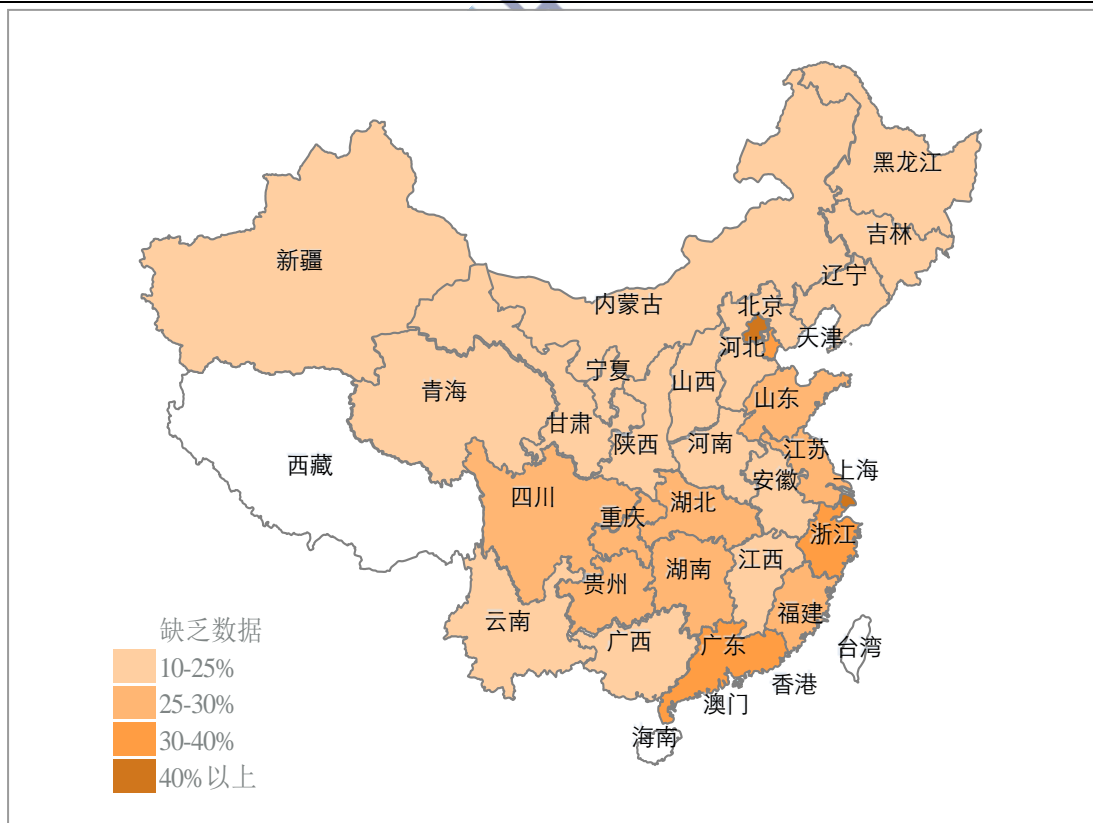 黑龙江
吉林
新疆
辽宁
内蒙古
北京
天津
河北
宁夏
山西
青海
山东
甘肃
陕西
河南
江苏
西藏
安徽
上海
四川
湖北
重庆
浙江
江西
湖南
贵州
福建
云南
缺乏数据
广西
广东
台湾
10-25%
香港
25-30%
澳门
海南
30-40%
40%以上